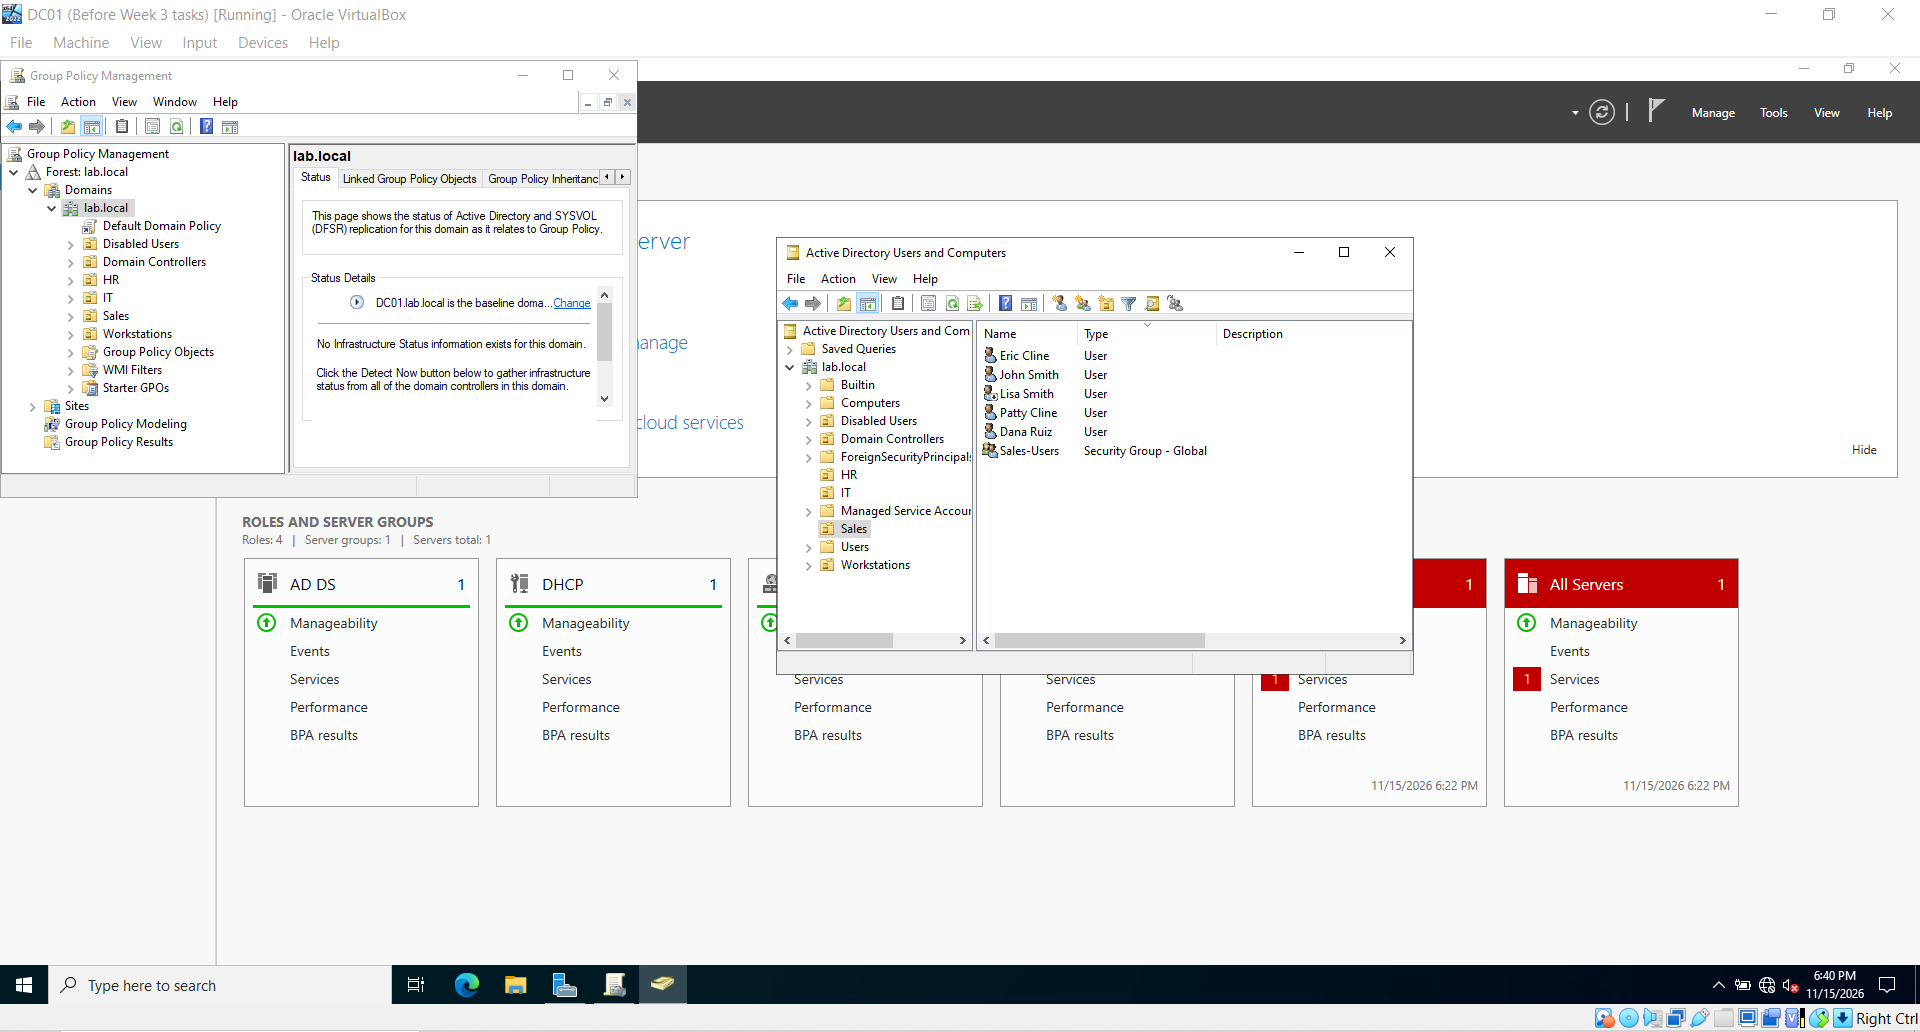 DC01 (Before Week 3 tasks) [Running] - Oracle VirtualBox
File Machine View Input Devices Help
Group Policy Management
File Action View Window Help
Manage Tools View Help
Group Policy Management
Forest: lab.local
Domains
lab.local
Default Domain Policy
Disabled Users
Domain Controllers
HR
IT
Sales
Workstations
Group Policy Objects
WMI Filters
Starter GPOs
Sites
Group Policy Modeling
Group Policy Results
lab.local
Status Linked Group Policy Objects Group Policy Inheritanc
This page shows the status of Active Directory and SYSVOL
(DFSR) replication for this domain as it relates to Group Policy.
Status Details
DC01.lab.local is the baseline doma... Change
No Infrastructure Status information exists for this domain.
Click the Detect Now button below to gather infrastructure
status from all of the domain controllers in this domain.
erver
anage
cloud services
Hide
Active Directory Users and Computers
File Action View Help
Active Directory Users and Com
Saved Queries
lab.local
Builtin
Computers
Disabled Users
Domain Controllers
ForeignSecurityPrincipals
HR
IT
Managed Service Accour
Sales
Users
Workstations
Name Type Description
Eric Cline User
John Smith User
Lisa Smith User
Patty Cline User
Dana Ruiz User
Sales-Users Security Group - Global
ROLES AND SERVER GROUPS
Roles: 4 | Server groups: 1 | Servers total: 1
AD DS 1
Manageability
Events
Services
Performance
BPA results
DHCP 1
Manageability
Events
Services
Performance
BPA results
Services
Performance
BPA results
Services
Performance
BPA results
1
1 Services
Performance
BPA results
11/15/2026 6:22 PM
All Servers 1
Manageability
Events
1 Services
Performance
BPA results
11/15/2026 6:22 PM
Type here to search
6:40 PM
11/15/2026
Right Ctrl